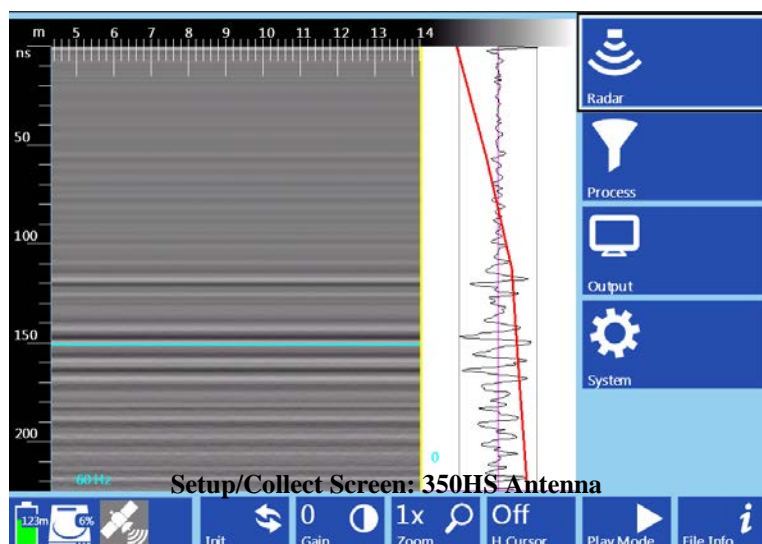 m 5 6 7 8 9 10 11 12 13 14
ns
Radar
50
Process
100
Output
150
System
200
0
60 Hz
Setup/Collect Screen: 350HS Antenna
123m 6% 0 1x Off
Init Gain Zoom H Cursor Play Mode File Info